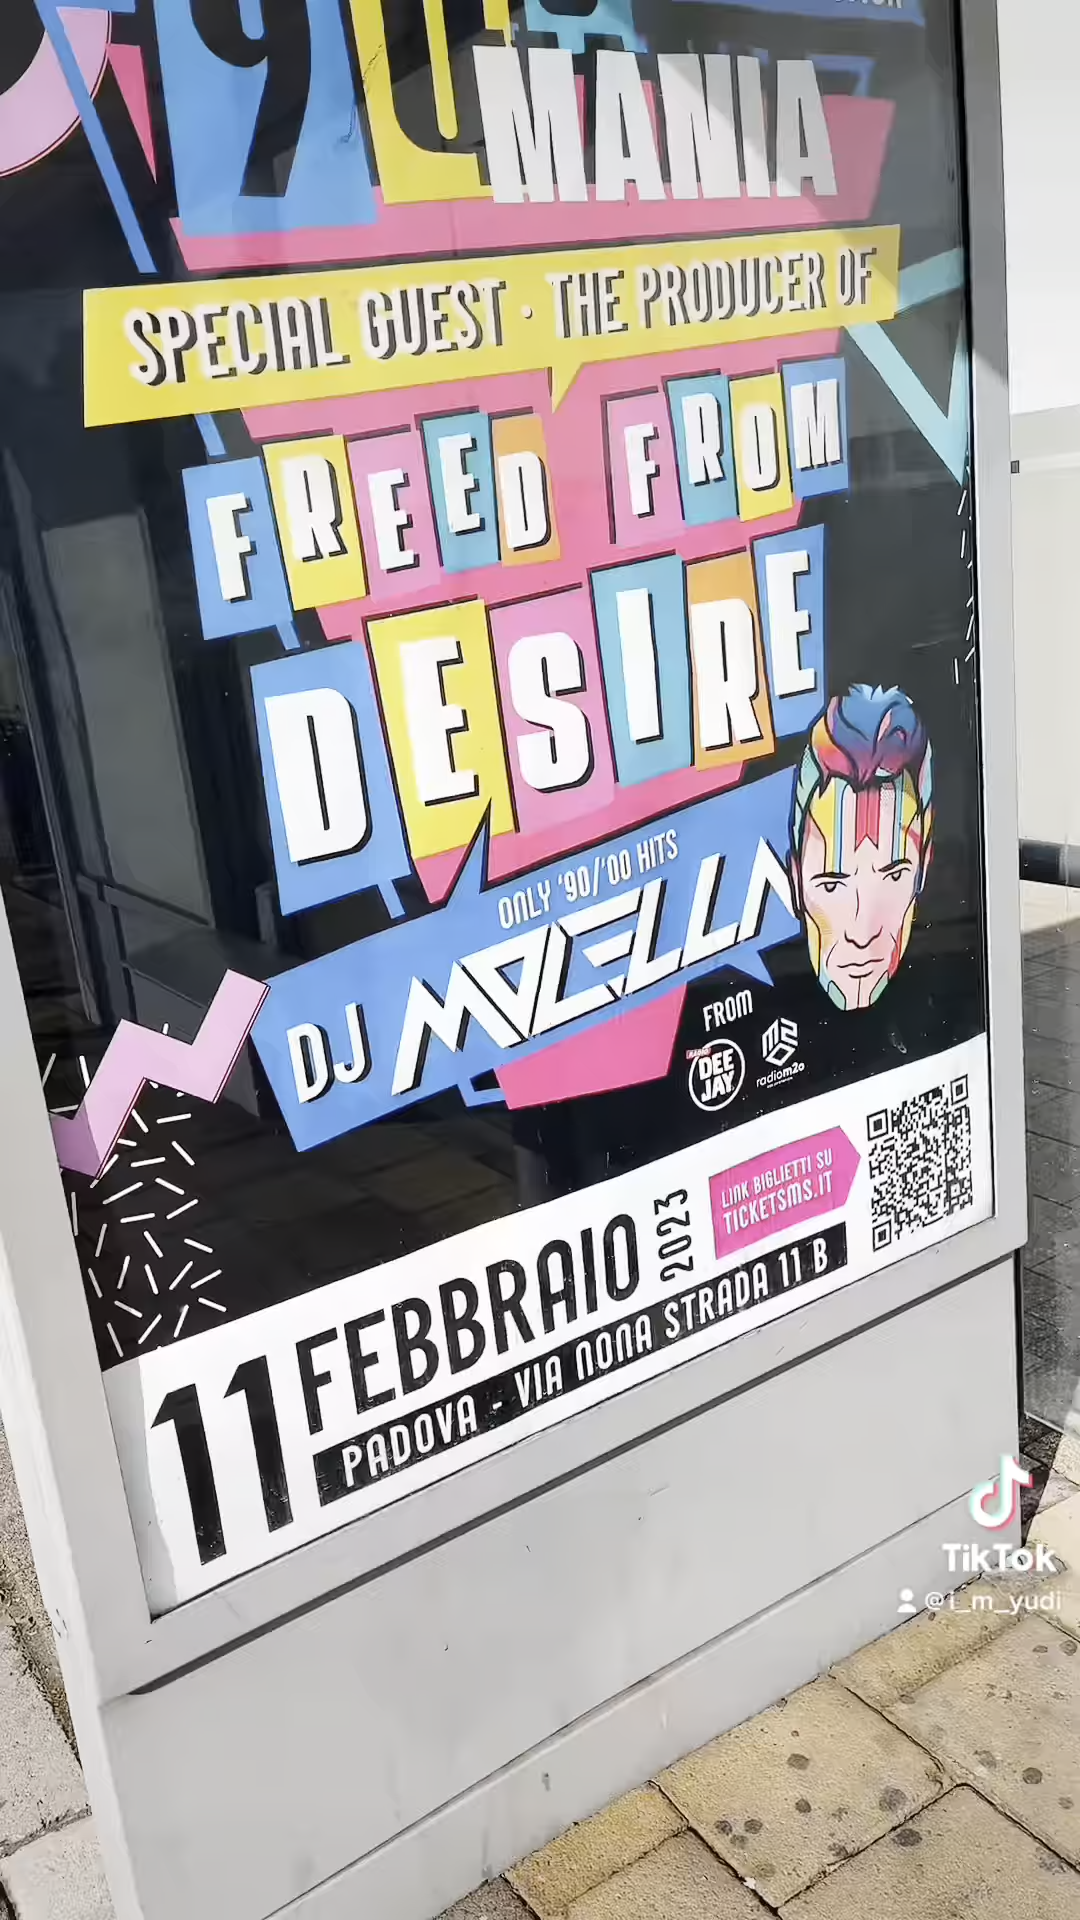 MANIA
SPECIAL GUEST · THE PRODUCER OF
FREED FROM
DESIRE
ONLY '90/'00 HITS
DJ MOLELLA
FROM
RADIO
DEE
JAY
radiom2o
LINK BIGLIETTI SU
TICKETSMS.IT
11 FEBBRAIO 2023
PADOVA - VIA NONA STRADA 11 B
TikTok
@i_m_yudi